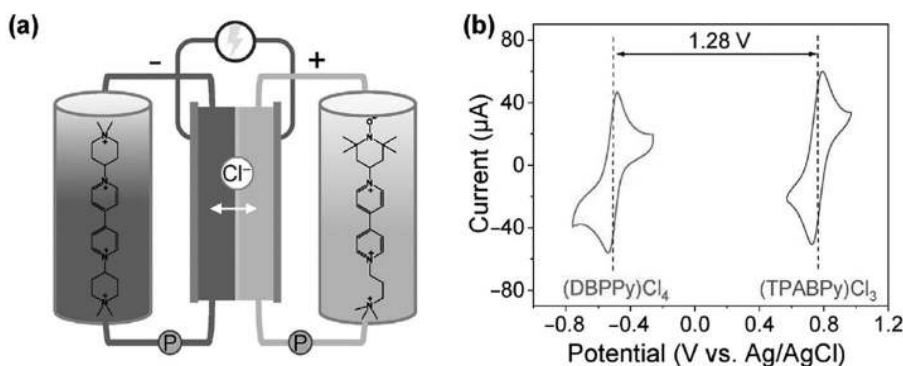 (a)
−
+
N
+
N
+
N
+
N
+
Cl−
O•
N
N
+
N
+
N
+
P
P
(b)
Current (µA)
80
40
0
−40
−80
1.28 V
(DBPPy)Cl4
(TPABPy)Cl3
−0.8
−0.4
0.0
0.4
0.8
1.2
Potential (V vs. Ag/AgCl)